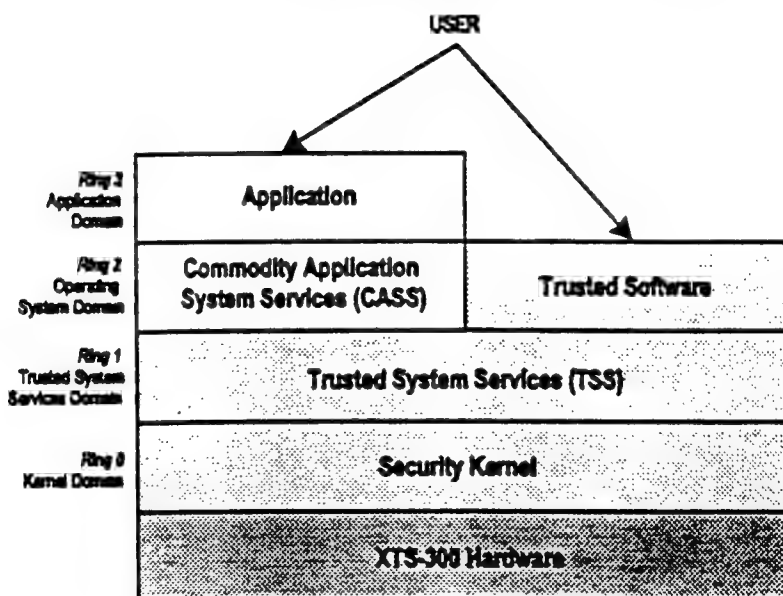 USER
Ring 3
Application
Domain
Application
Ring 2
Operating
System Domain
Commodity Application
System Services (CASS)
Trusted Software
Ring 1
Trusted System
Services Domain
Trusted System Services (TSS)
Ring 0
Kernel Domain
Security Kernel
XTS-300 Hardware